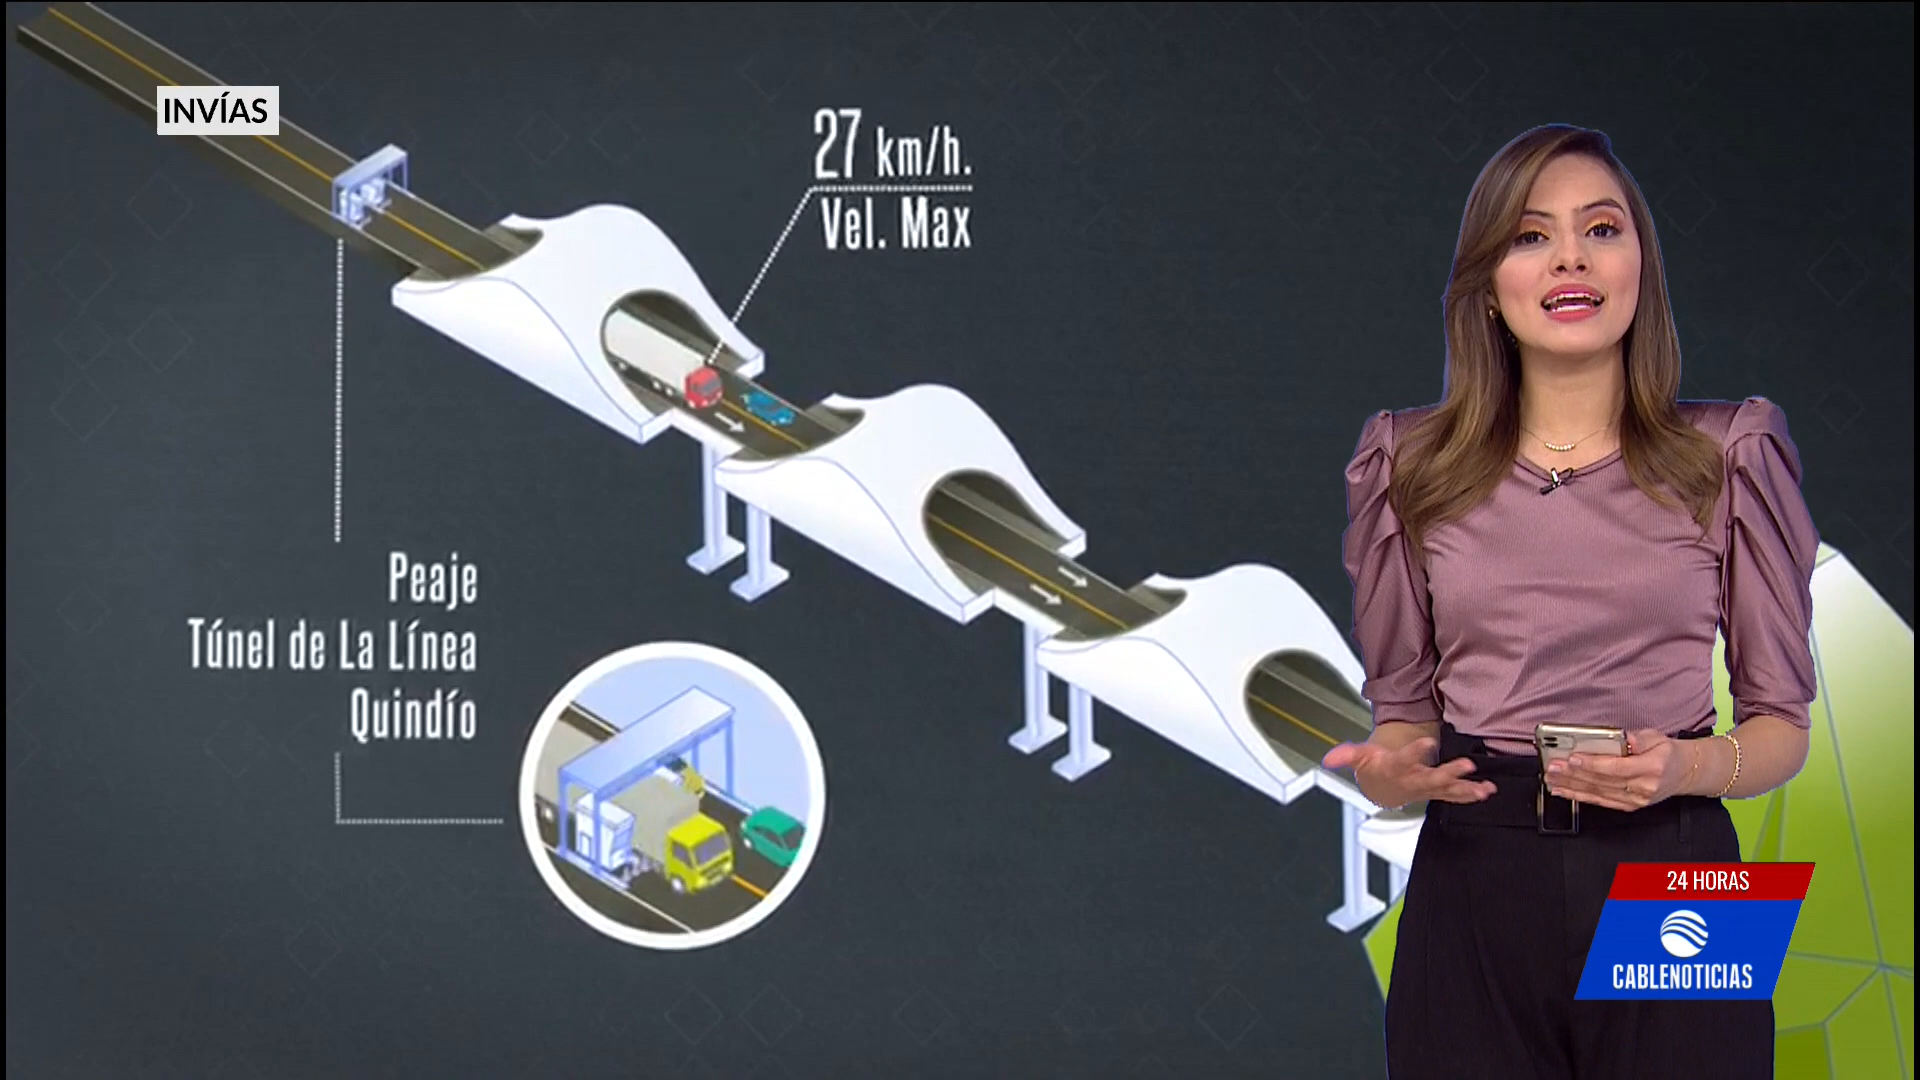 INVÍAS
27 km/h.
Vel. Max
Peaje
Túnel de La Línea
Quindío
24 HORAS
CABLENOTICIAS